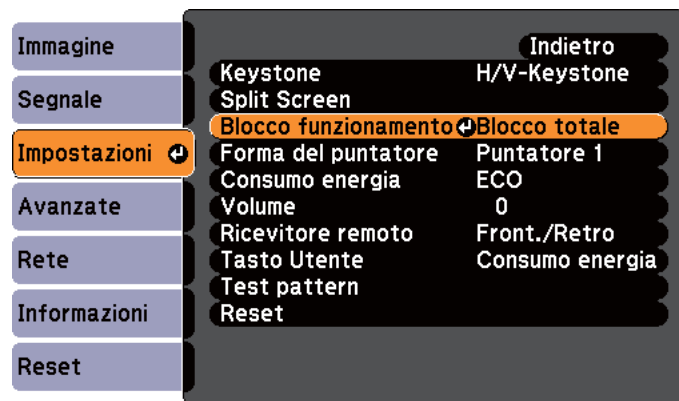 Immagine
Segnale
Impostazioni
Avanzate
Rete
Informazioni
Reset
Indietro
Keystone H/V-Keystone
Split Screen
Blocco funzionamento Blocco totale
Forma del puntatore Puntatore 1
Consumo energia ECO
Volume 0
Ricevitore remoto Front./Retro
Tasto Utente Consumo energia
Test pattern
Reset